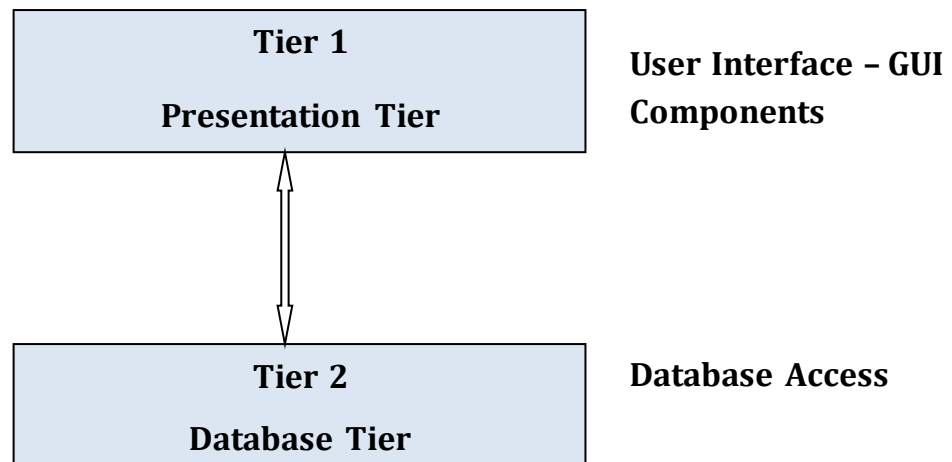 Tier 1
Presentation Tier
User Interface – GUI
Components
Tier 2
Database Tier
Database Access